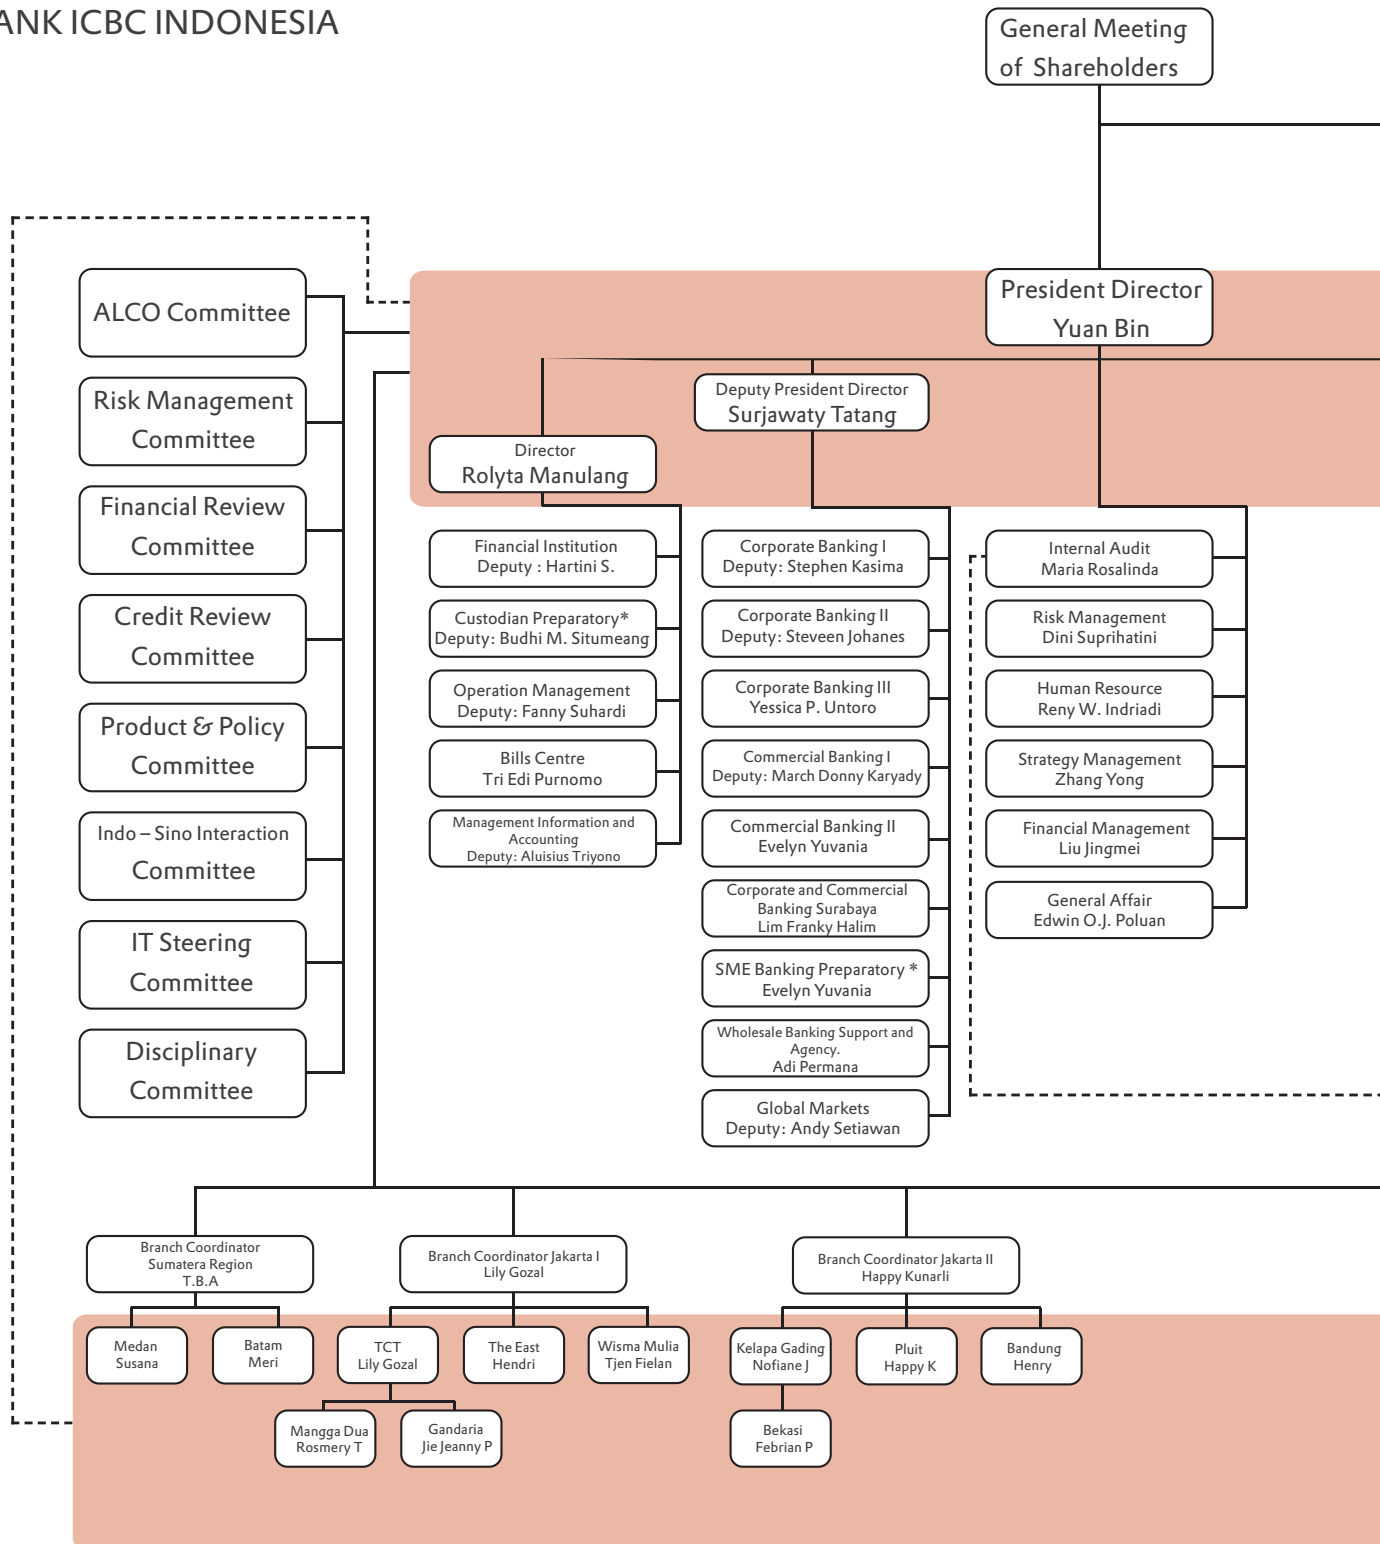 ANK ICBC INDONESIA
General Meeting
of Shareholders
President Director
Yuan Bin
Deputy President Director
Surjawaty Tatang
Director
Rolyta Manulang
ALCO Committee
Risk Management
Committee
Financial Review
Committee
Credit Review
Committee
Product & Policy
Committee
Indo – Sino Interaction
Committee
IT Steering
Committee
Disciplinary
Committee
Financial Institution
Deputy : Hartini S.
Custodian Preparatory*
Deputy: Budhi M. Situmeang
Operation Management
Deputy: Fanny Suhardi
Bills Centre
Tri Edi Purnomo
Management Information and
Accounting
Deputy: Aluisius Triyono
Corporate Banking I
Deputy: Stephen Kasima
Corporate Banking II
Deputy: Steveen Johanes
Corporate Banking III
Yessica P. Untoro
Commercial Banking I
Deputy: March Donny Karyady
Commercial Banking II
Evelyn Yuvania
Corporate and Commercial
Banking Surabaya
Lim Franky Halim
SME Banking Preparatory *
Evelyn Yuvania
Wholesale Banking Support and
Agency.
Adi Permana
Global Markets
Deputy: Andy Setiawan
Internal Audit
Maria Rosalinda
Risk Management
Dini Suprihatini
Human Resource
Reny W. Indriadi
Strategy Management
Zhang Yong
Financial Management
Liu Jingmei
General Affair
Edwin O.J. Poluan
Branch Coordinator
Sumatera Region
T.B.A
Branch Coordinator Jakarta I
Lily Gozal
Branch Coordinator Jakarta II
Happy Kunarli
Medan
Susana
Batam
Meri
TCT
Lily Gozal
The East
Hendri
Wisma Mulia
Tjen Fielan
Kelapa Gading
Nofiane J
Pluit
Happy K
Bandung
Henry
Mangga Dua
Rosmery T
Gandaria
Jie Jeanny P
Bekasi
Febrian P